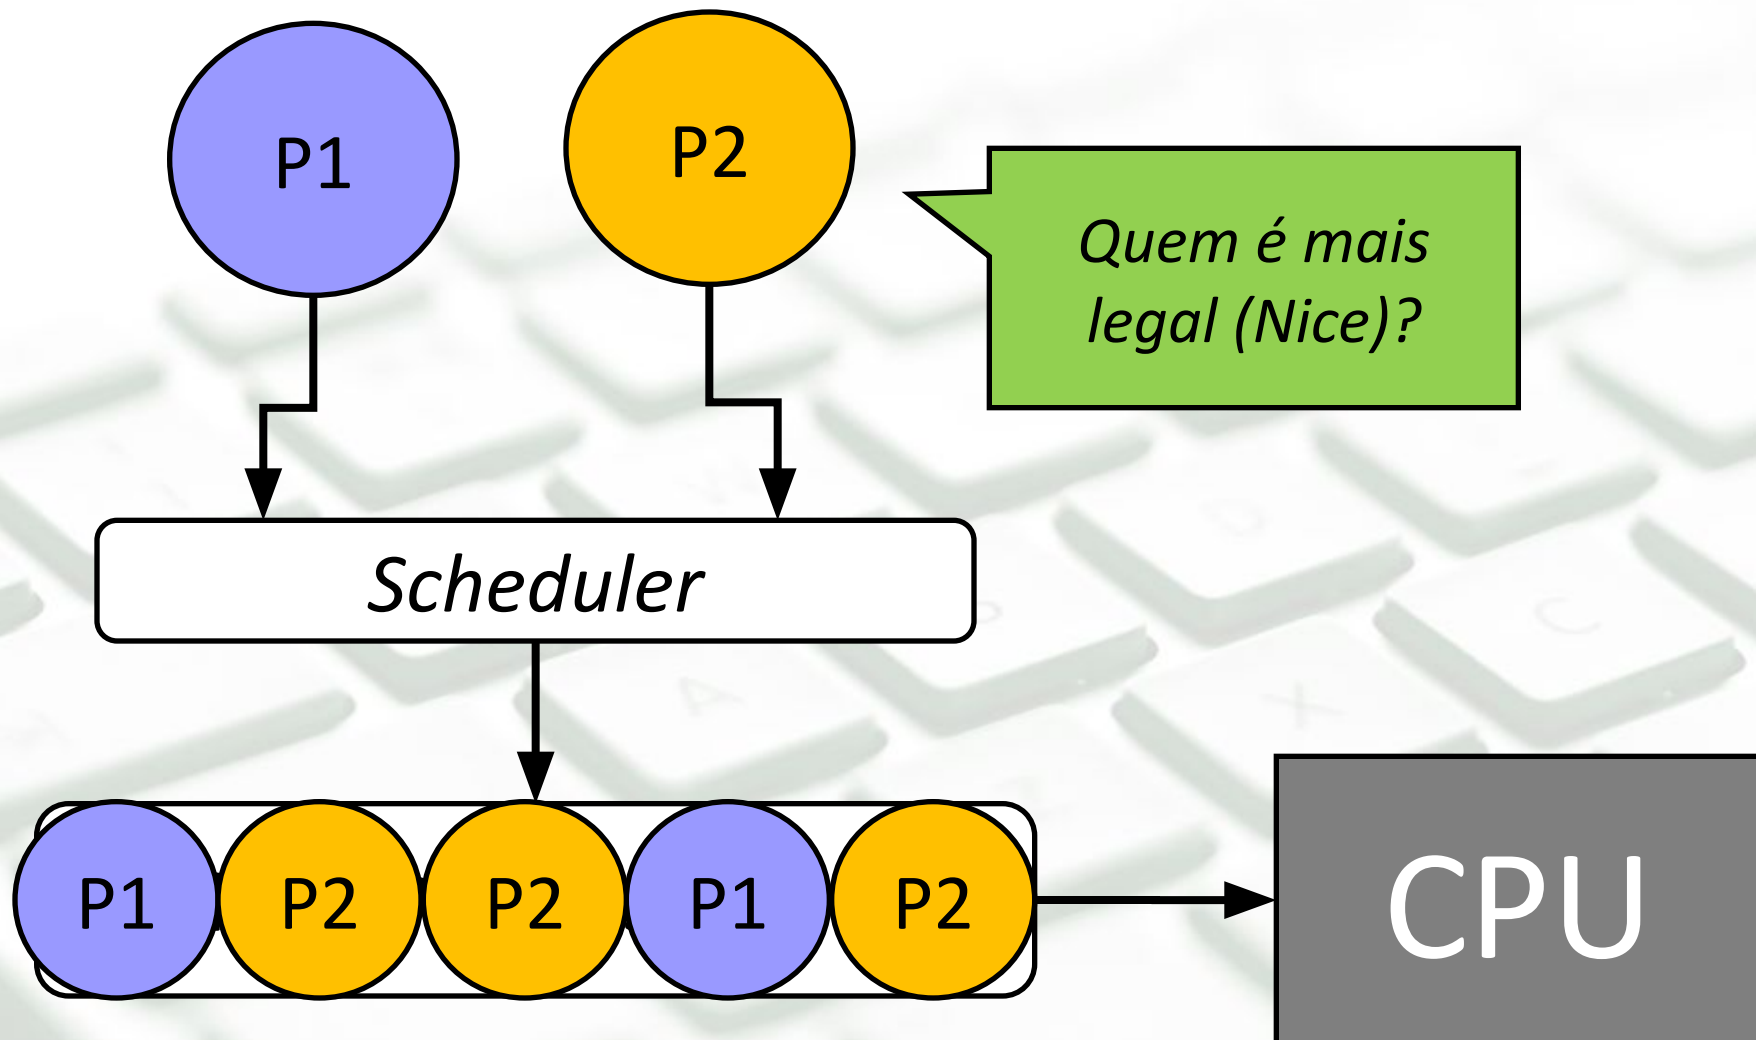 P1
P2
Quem é mais
legal (Nice)?
Scheduler
P1 P2 P2 P1 P2
CPU